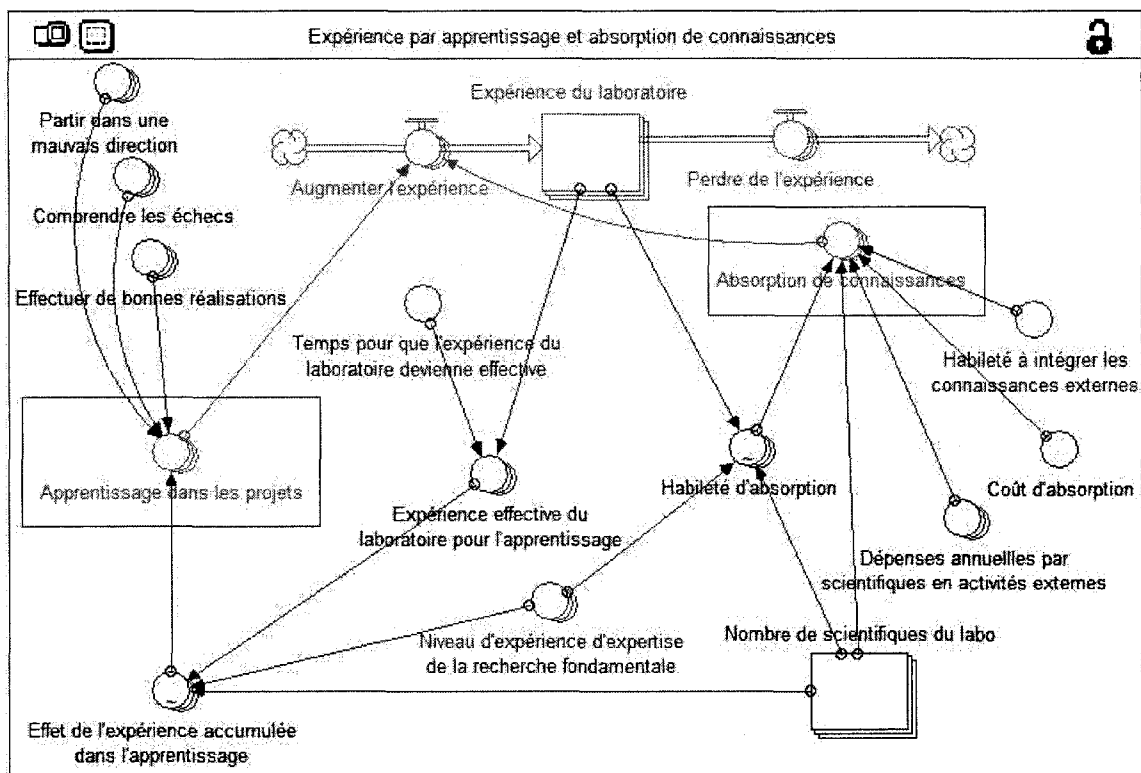 Expérience par apprentissage et absorption de connaissances
Expérience du laboratoire
Partir dans une
mauvais direction
Augmenter l'expérience
Perdre de l'expérience
Comprendre les échecs
Effectuer de bonnes réalisations
Absorption de connaissances
Temps pour que l'expérience du
laboratoire devienne effective
Habileté à intégrer les
connaissances externes
Apprentissage dans les projets
Expérience effective du
laboratoire pour l'apprentissage
Habileté d'absorption
Coût d'absorption
Dépenses annuellles par
scientifiques en activités externes
Niveau d'expérience d'expertise
de la recherche fondamentale
Nombre de scientifiques du labo
Effet de l'expérience accumulée
dans l'apprentissage